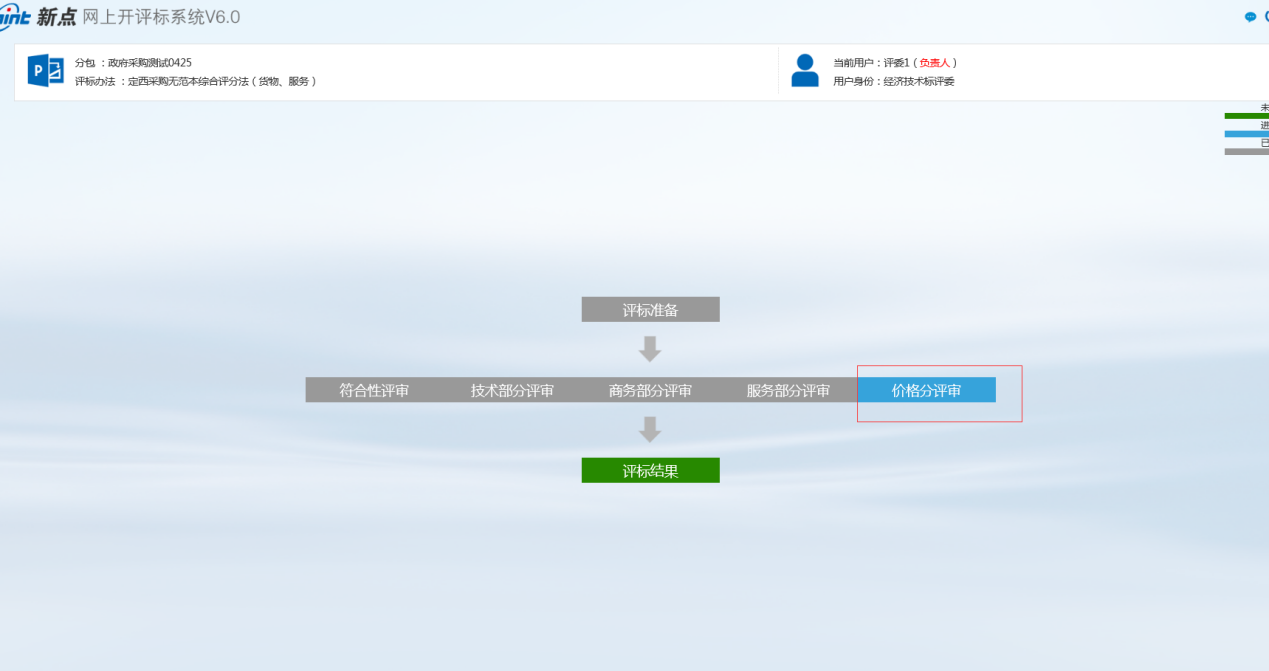 新点 网上开评标系统V6.0
分包 ：政府采购测试0425
评标办法 ：定西采购无范本综合评分法（货物、服务）
当前用户：评委1（负责人）
用户身份：经济技术标评委
未
进
已
评标准备
符合性评审 技术部分评审 商务部分评审 服务部分评审 价格分评审
评标结果